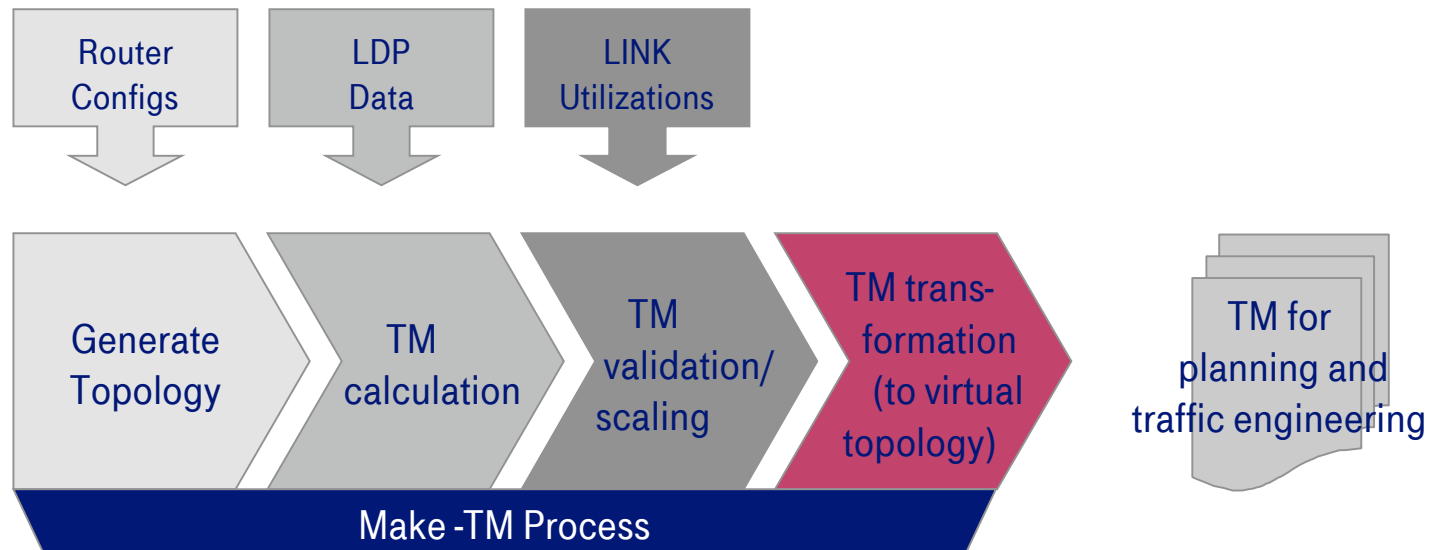 Router
Configs
LDP
Data
LINK
Utilizations
Generate
Topology
TM
calculation
TM
validation/
scaling
TM trans-
formation
(to virtual
topology)
TM for
planning and
traffic engineering
Make -TM Process